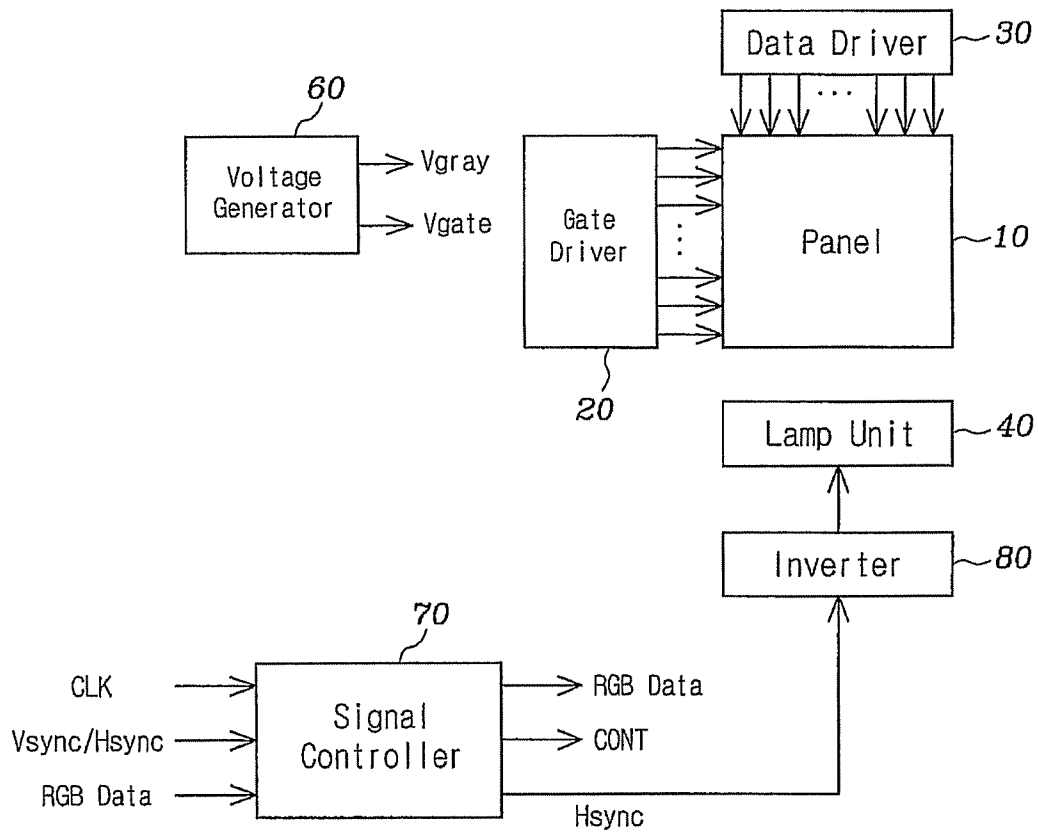 Data Driver
30
60
Voltage
Generator
Vgray
Vgate
Gate
Driver
Panel
10
20
Lamp Unit
40
Inverter
80
70
CLK
Vsync/Hsync
RGB Data
Signal
Controller
RGB Data
CONT
Hsync